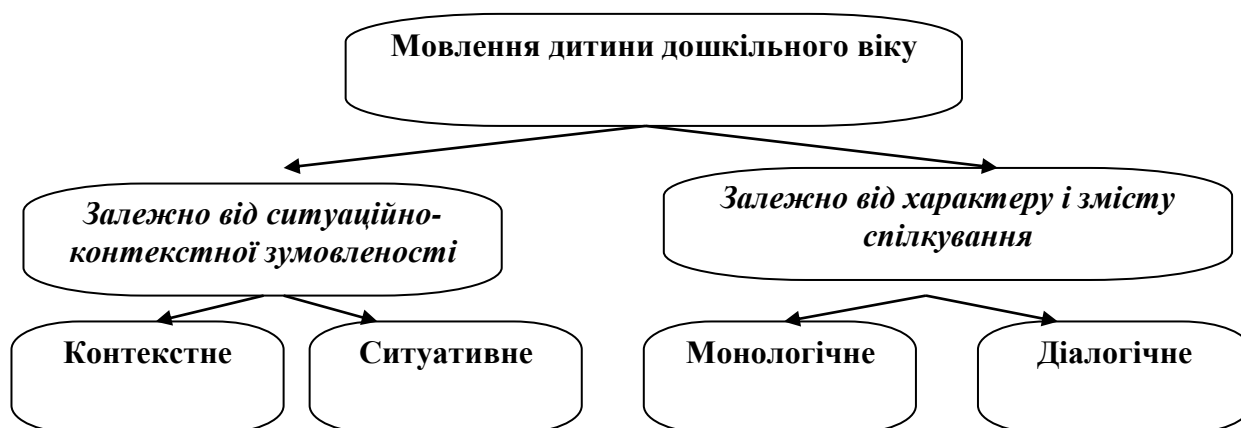 Мовлення дитини дошкільного віку
Залежно від ситуаційно-
контекстної зумовленості
Залежно від характеру і змісту
спілкування
Контекстне
Ситуативне
Монологічне
Діалогічне